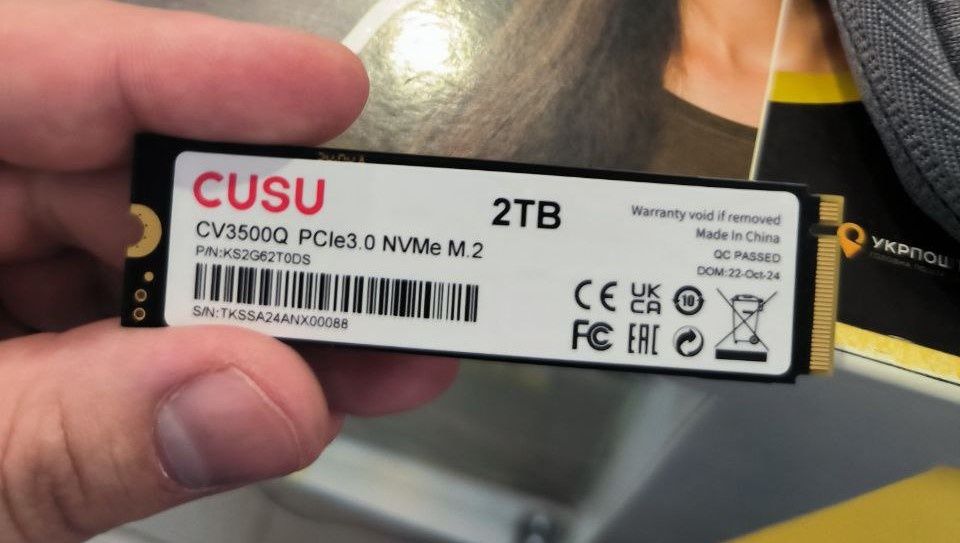 CUSU
2TB
CV3500Q PCIe3.0 NVMe M.2
P/N:KS2G62T0DS
S/N:TKSSA24ANX00088
Warranty void if removed
Made In China
QC PASSED
DOM:22-Oct-24
CE UK CA 10
FC EAC
УКРПОШ